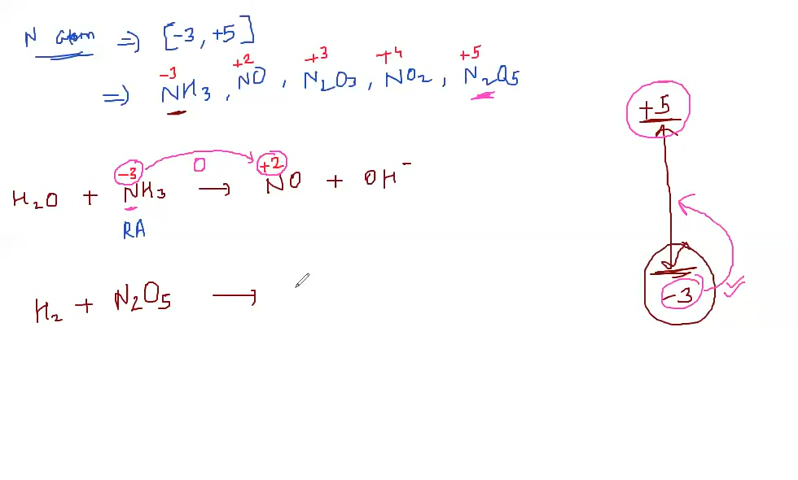 N atom ⇒ [-3, +5]
-3 +2 +3 +4 +5
⇒ NH3, NO, N2O3, NO2, N2O5
+5
-3 O +2
H2O + NH3 → NO + OH-
RA
-3
H2 + N2O5 →